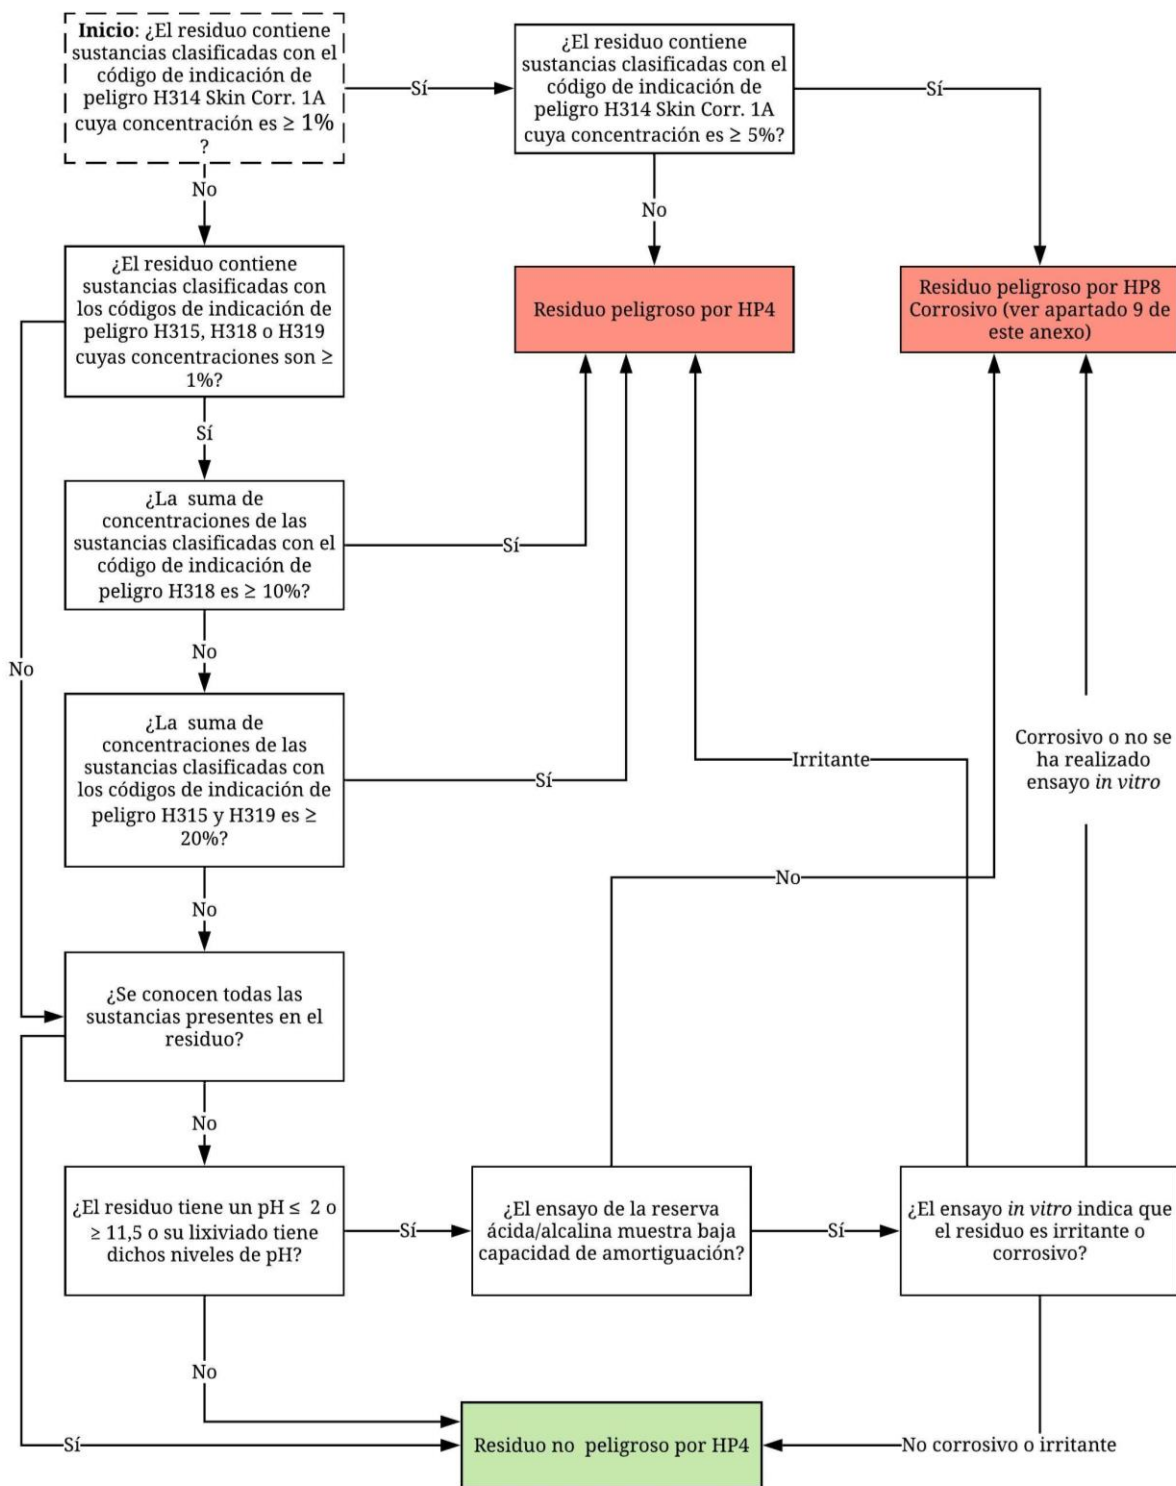 Inicio: ¿El residuo contiene
sustancias clasificadas con el
código de indicación de
peligro H314 Skin Corr. 1A
cuya concentración es ≥ 1%
?
Sí
¿El residuo contiene
sustancias clasificadas con el
código de indicación de
peligro H314 Skin Corr. 1A
cuya concentración es ≥ 5%?
Sí
No
No
¿El residuo contiene
sustancias clasificadas con
los códigos de indicación de
peligro H315, H318 o H319
cuyas concentraciones son ≥
1%?
Residuo peligroso por HP4
Residuo peligroso por HP8
Corrosivo (ver apartado 9 de
este anexo)
Sí
¿La suma de
concentraciones de las
sustancias clasificadas con el
código de indicación de
peligro H318 es ≥ 10%?
Sí
No
No
¿La suma de
concentraciones de las
sustancias clasificadas con
los códigos de indicación de
peligro H315 y H319 es ≥
20%?
Sí
Irritante
Corrosivo o no se
ha realizado
ensayo in vitro
No
No
¿Se conocen todas las
sustancias presentes en el
residuo?
No
¿El residuo tiene un pH ≤ 2 o
≥ 11,5 o su lixiviado tiene
dichos niveles de pH?
Sí
¿El ensayo de la reserva
ácida/alcalina muestra baja
capacidad de amortiguación?
Sí
¿El ensayo in vitro indica que
el residuo es irritante o
corrosivo?
No
Sí
Residuo no peligroso por HP4
No corrosivo o irritante